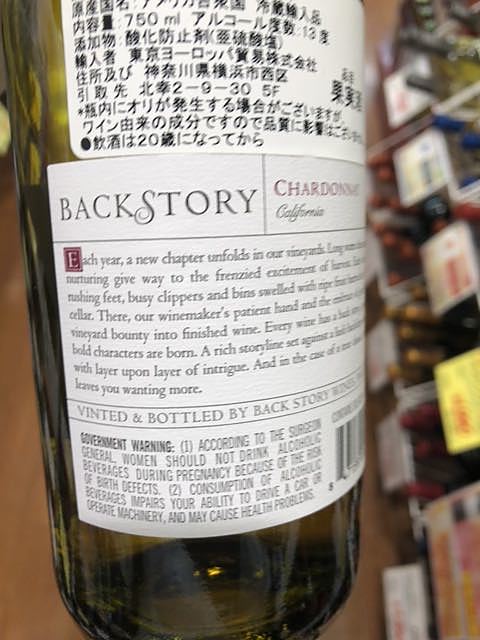 原産国名:アメリカ合衆国 冷蔵輸入品
内容量:750ml アルコール度数:13度
添加物:酸化防止剤(亜硫酸塩)
輸入者 東京ヨーロッパ貿易株式会社
住所及び 神奈川県横浜市西区
引取先 北幸2-9-30 5F
品目
果実酒
*瓶内にオリが発生する場合がございますが、
ワイン由来の成分ですので品質に影響はござい
●飲酒は20歳になってから
BACKSTORY
CHARDONNAY
California
Each year, a new chapter unfolds in our vineyards. Long
nurturing give way to the frenzied excitement of harvest.
rushing feet, busy clippers and bins swelled with ripe fruit
cellar. There, our winemaker's patient hand and the
vineyard bounty into finished wine. Every wine has a back
bold characters are born. A rich storyline set against a
with layer upon layer of intrigue. And in the case of a
leaves you wanting more.
VINTED & BOTTLED BY BACK STORY WINES
GOVERNMENT WARNING: (1) ACCORDING TO THE SURGEON
GENERAL, WOMEN SHOULD NOT DRINK ALCOHOLIC
BEVERAGES DURING PREGNANCY BECAUSE OF THE RISK
OF BIRTH DEFECTS. (2) CONSUMPTION OF ALCOHOLIC
BEVERAGES IMPAIRS YOUR ABILITY TO DRIVE A CAR OR
OPERATE MACHINERY, AND MAY CAUSE HEALTH PROBLEMS.